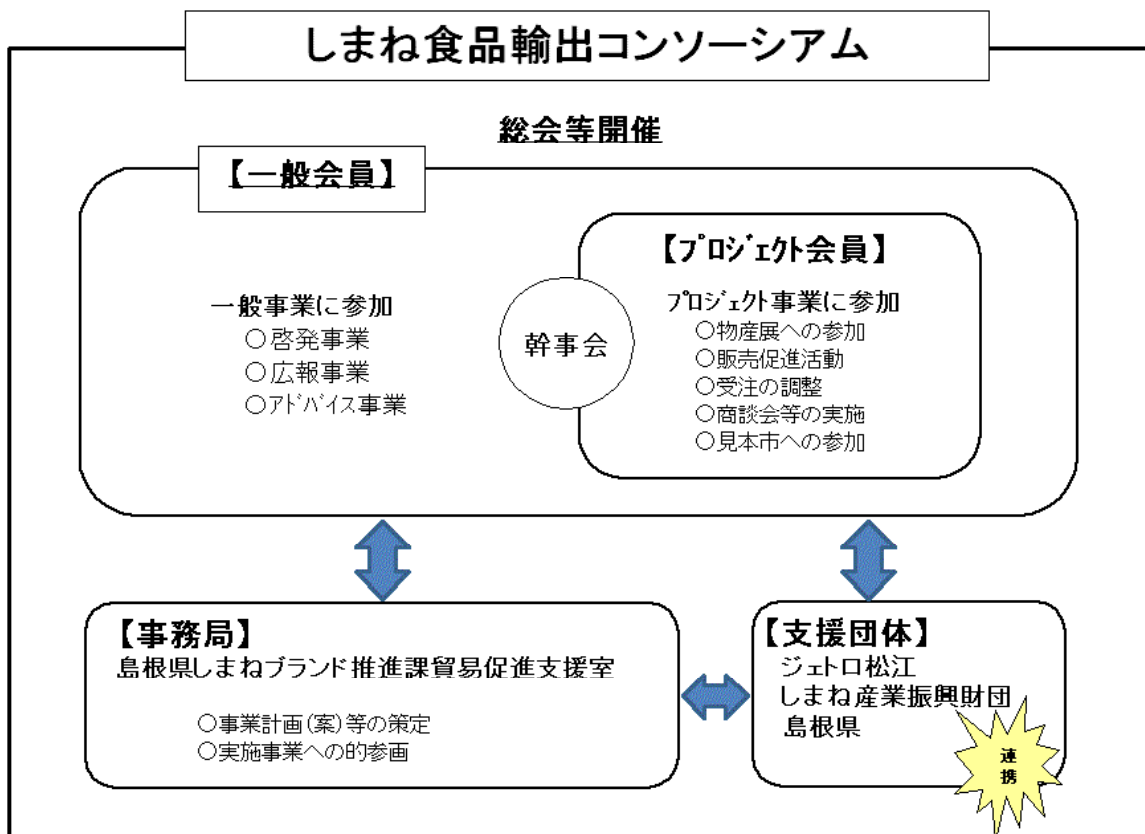 しまね食品輸出コンソーシアム
総会等開催
【一般会員】
一般事業に参加
○啓発事業
○広報事業
○アドバイス事業
幹事会
【プロジェクト会員】
プロジェクト事業に参加
○物産展への参加
○販売促進活動
○受注の調整
○商談会等の実施
○見本市への参加
【事務局】
島根県しまねブランド推進課貿易促進支援室
○事業計画(案)等の策定
○実施事業への的参画
【支援団体】
ジェトロ松江
しまね産業振興財団
島根県
連
携